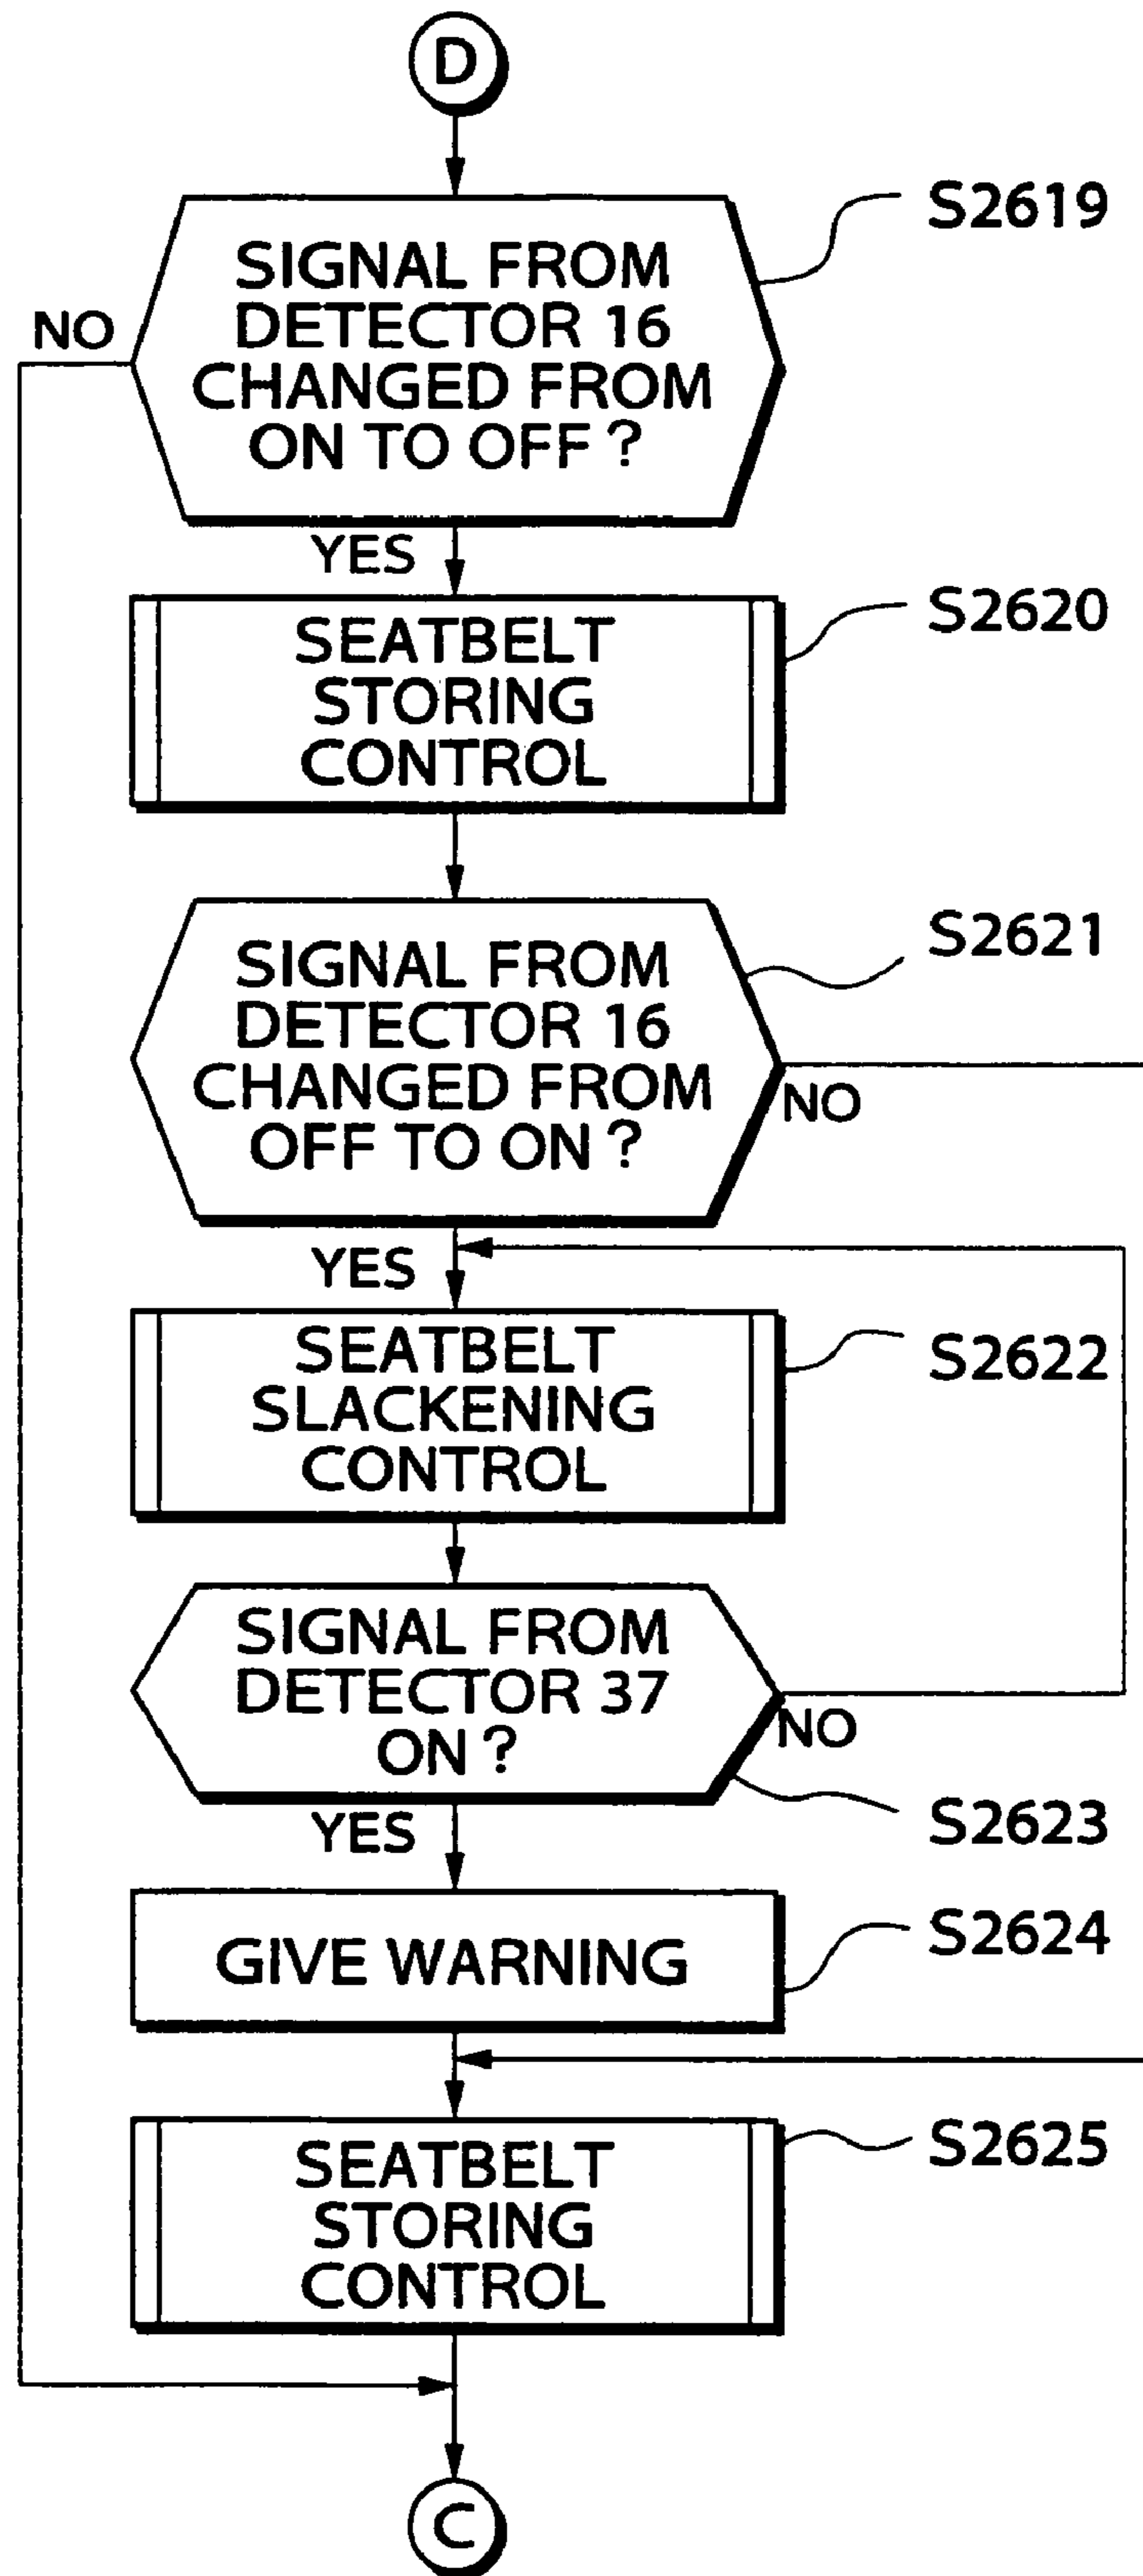 D
SIGNAL FROM
DETECTOR 16
CHANGED FROM
ON TO OFF ?
S2619
NO
YES
SEATBELT
STORING
CONTROL
S2620
SIGNAL FROM
DETECTOR 16
CHANGED FROM
OFF TO ON ?
S2621
NO
YES
SEATBELT
SLACKENING
CONTROL
S2622
SIGNAL FROM
DETECTOR 37
ON ?
NO
S2623
YES
GIVE WARNING
S2624
SEATBELT
STORING
CONTROL
S2625
C